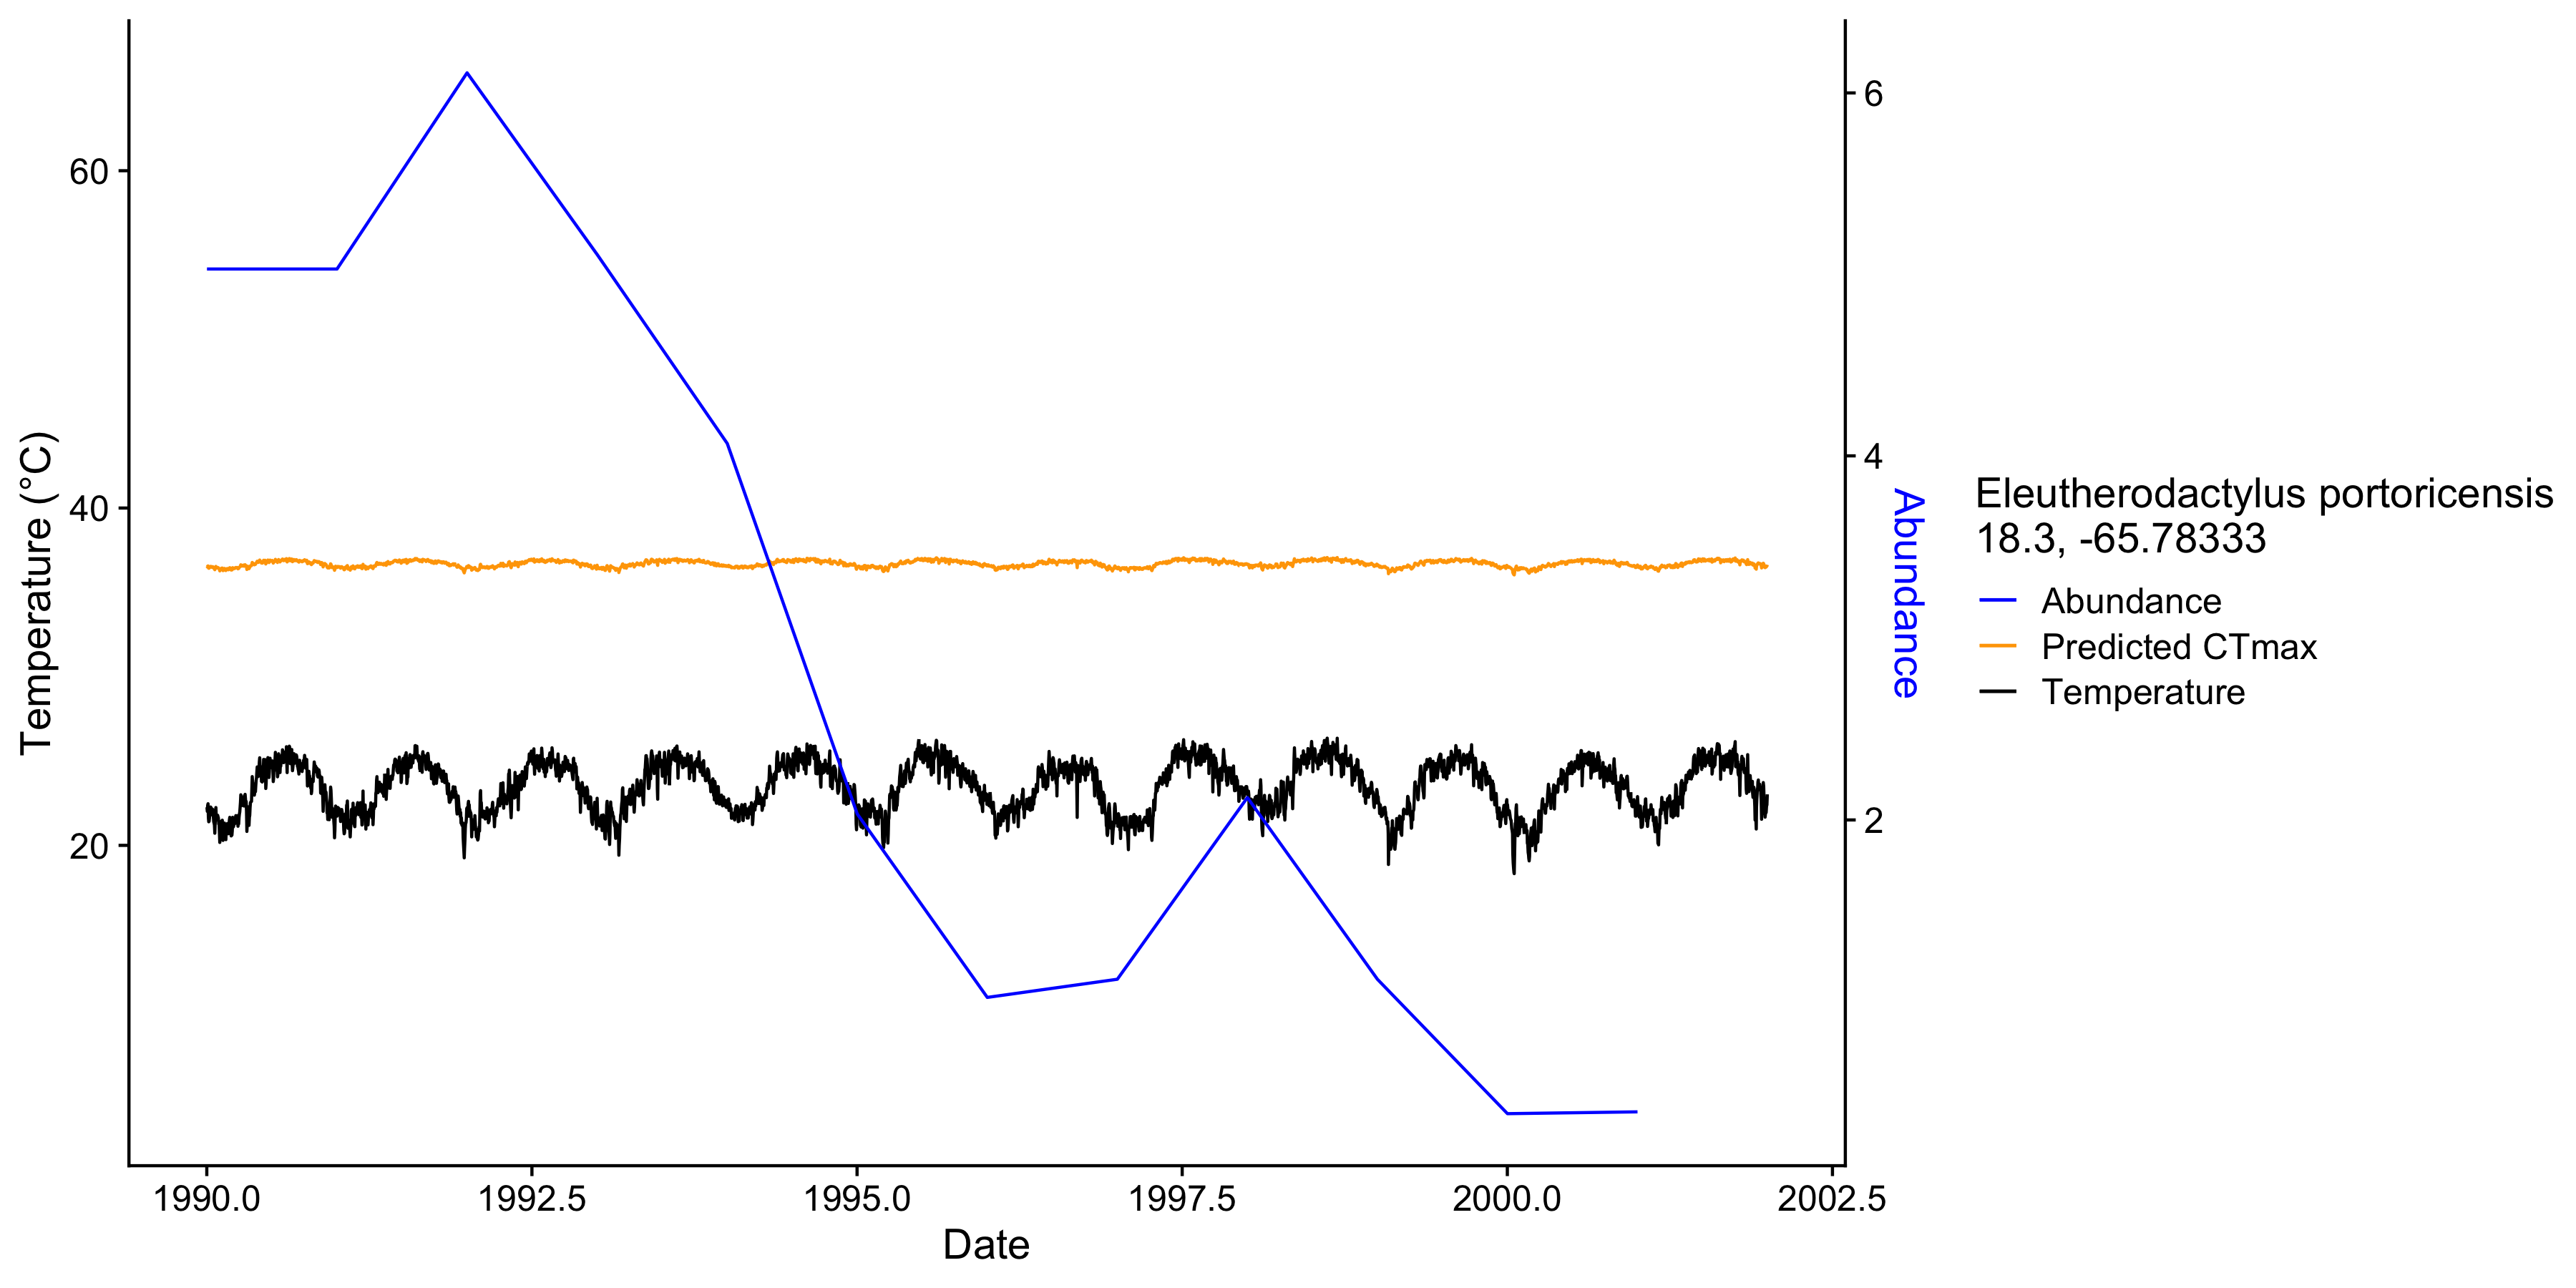 60
40
20
Temperature (°C)
1990.0
1992.5
1995.0
1997.5
2000.0
2002.5
Date
6
4
2
Abundance
Eleutherodactylus portoricensis
18.3, -65.78333
Abundance
Predicted CTmax
Temperature